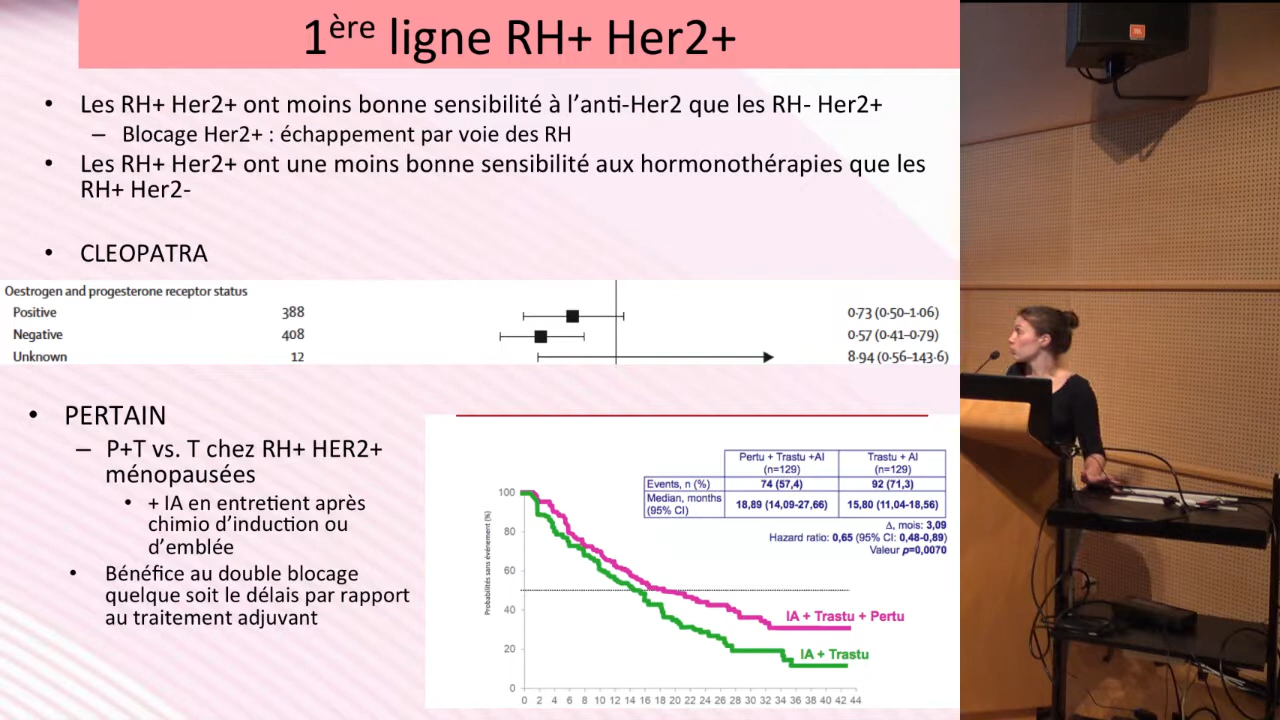 1ère ligne RH+ Her2+
• Les RH+ Her2+ ont moins bonne sensibilité à l'anti-Her2 que les RH- Her2+
– Blocage Her2+ : échappement par voie des RH
• Les RH+ Her2+ ont une moins bonne sensibilité aux hormonothérapies que les
RH+ Her2-
• CLEOPATRA
Oestrogen and progesterone receptor status
Positive 388 0·73 (0·50–1·06)
Negative 408 0·57 (0·41–0·79)
Unknown 12 8·94 (0·56–143·6)
• PERTAIN
– P+T vs. T chez RH+ HER2+
ménopausées
• + IA en entretient après
chimio d'induction ou
d'emblée
• Bénéfice au double blocage
quelque soit le délais par rapport
au traitement adjuvant
Pertu + Trastu +AI Trastu + AI
(n=129) (n=129)
Events, n (%) 74 (57,4) 92 (71,3)
Median, months
(95% CI) 18,89 (14,09-27,66) 15,80 (11,04-18,56)
Δ, mois: 3,09
Hazard ratio: 0,65 (95% CI: 0,48-0,89)
Valeur p=0,0070
Probabilités sans événement (%)
100
80
60
40
20
0
IA + Trastu + Pertu
IA + Trastu
0 2 4 6 8 10 12 14 16 18 20 22 24 26 28 30 32 34 36 38 40 42 44